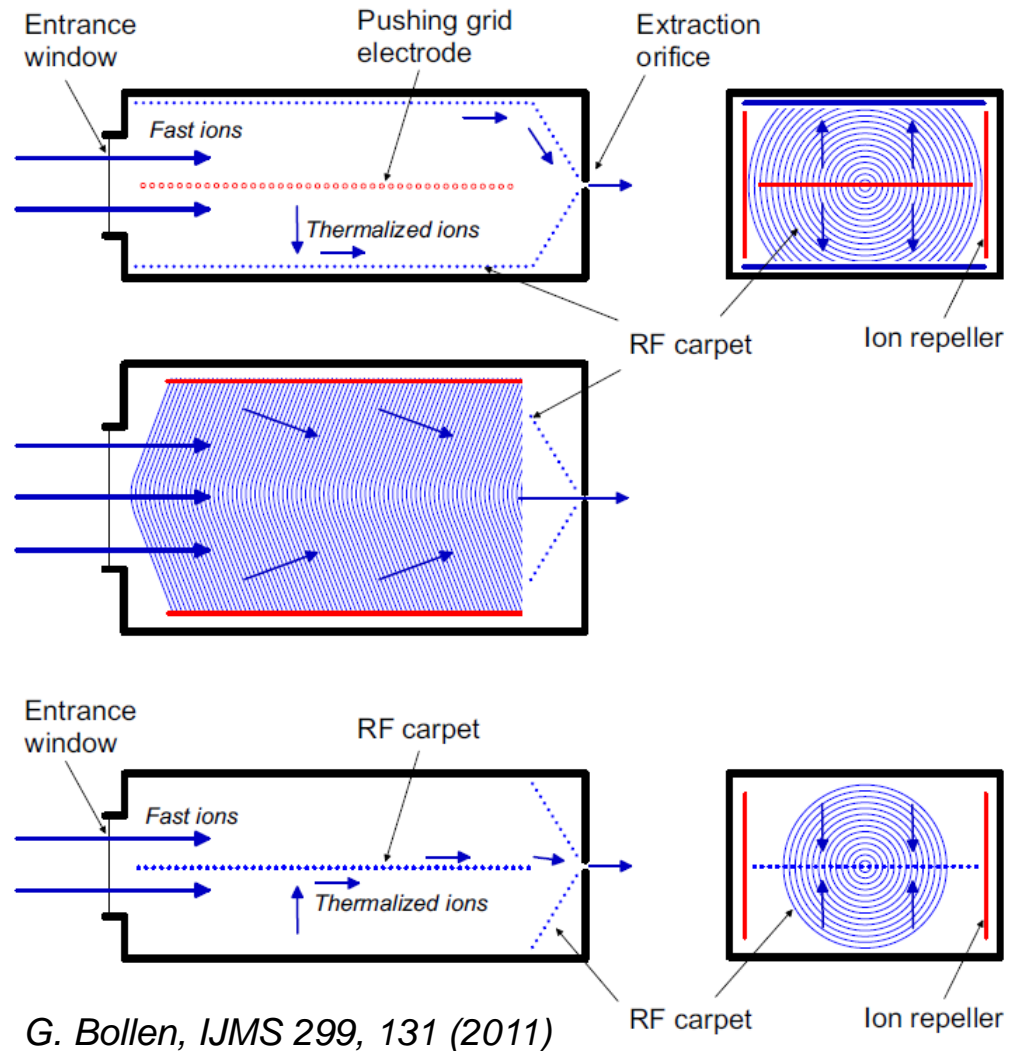 Entrance
window
Pushing grid
electrode
Extraction
orifice
Fast ions
Thermalized ions
RF carpet
Ion repeller
Entrance
window
RF carpet
Fast ions
Thermalized ions
RF carpet
Ion repeller
G. Bollen, IJMS 299, 131 (2011)